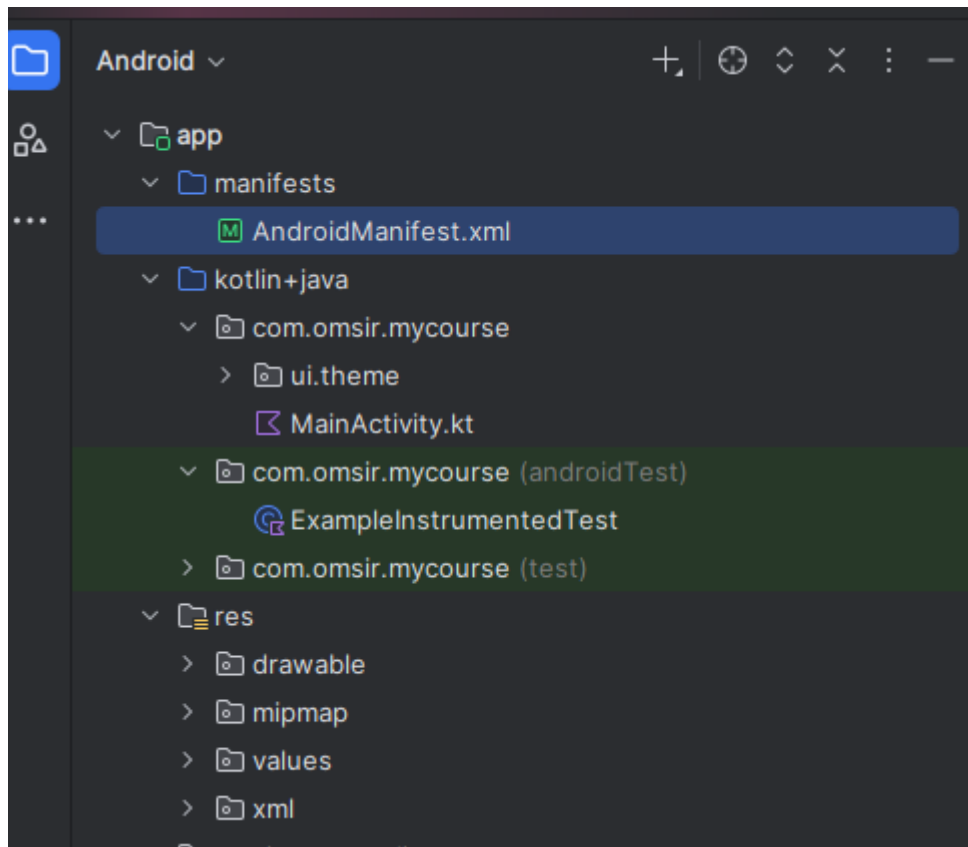 Android
app
manifests
AndroidManifest.xml
kotlin+java
com.omsir.mycourse
ui.theme
MainActivity.kt
com.omsir.mycourse (androidTest)
ExampleInstrumentedTest
com.omsir.mycourse (test)
res
drawable
mipmap
values
xml